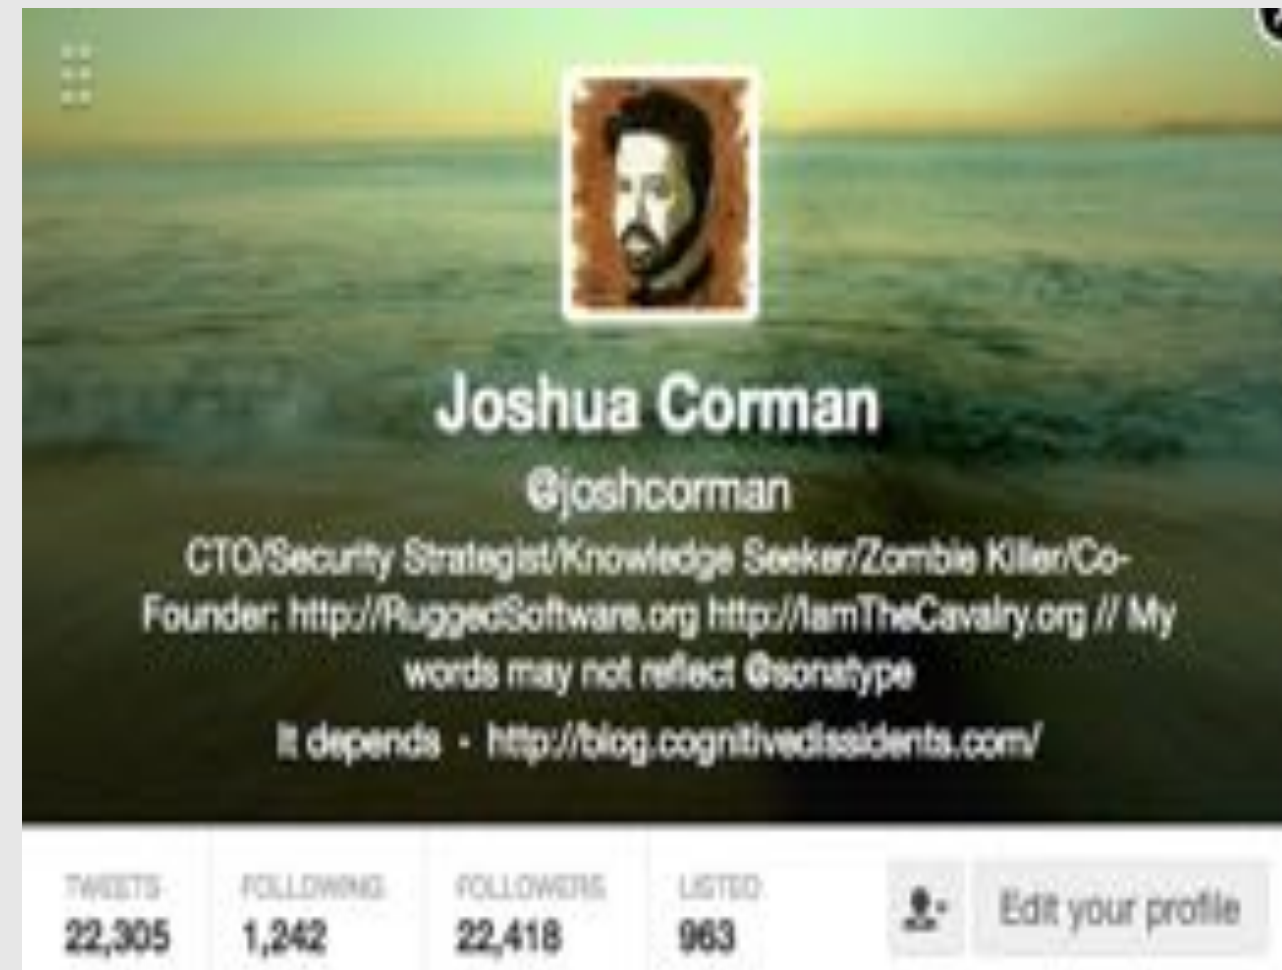 Joshua Corman
@joshcorman
CTO/Security Strategist/Knowledge Seeker/Zombie Killer/Co-
Founder: http://RuggedSoftware.org http://IamTheCavalry.org // My
words may not reflect @sonatype
It depends · http://blog.cognitivedissidents.com/
TWEETS FOLLOWING FOLLOWERS LISTED
22,305 1,242 22,418 963 Edit your profile